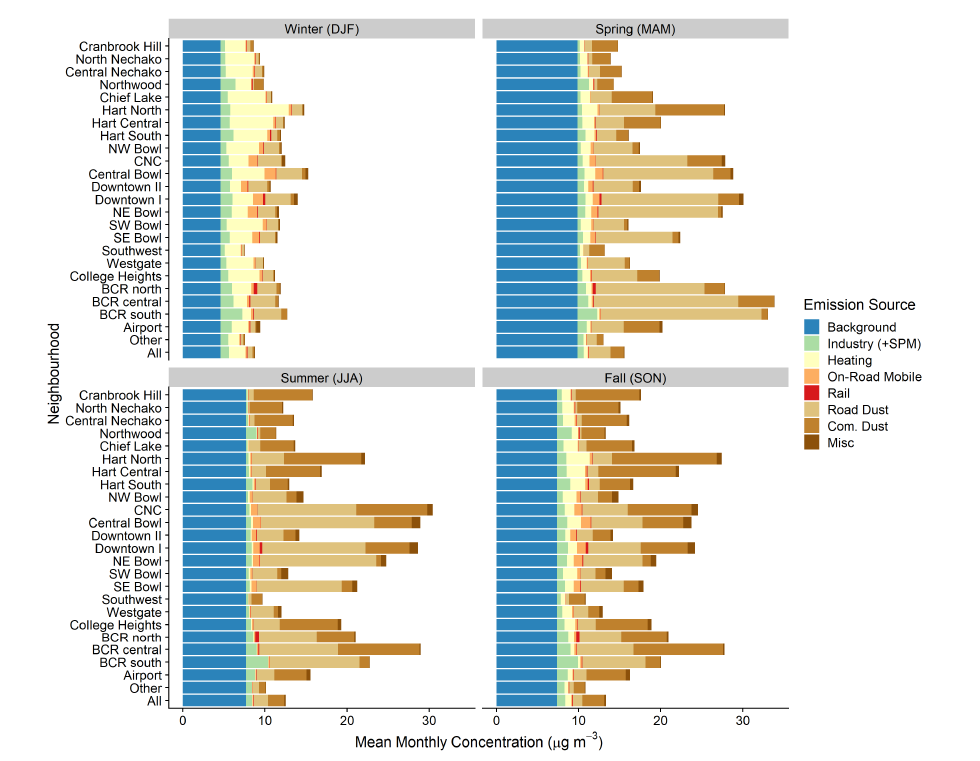 Winter (DJF)
Spring (MAM)
Cranbrook Hill
North Nechako
Central Nechako
Northwood
Chief Lake
Hart North
Hart Central
Hart South
NW Bowl
CNC
Central Bowl
Downtown II
Downtown I
NE Bowl
SW Bowl
SE Bowl
Southwest
Westgate
College Heights
BCR north
BCR central
BCR south
Airport
Other
All
Neighbourhood
Summer (JJA)
Fall (SON)
Cranbrook Hill
North Nechako
Central Nechako
Northwood
Chief Lake
Hart North
Hart Central
Hart South
NW Bowl
CNC
Central Bowl
Downtown II
Downtown I
NE Bowl
SW Bowl
SE Bowl
Southwest
Westgate
College Heights
BCR north
BCR central
BCR south
Airport
Other
All
0 10 20 30
0 10 20 30
Mean Monthly Concentration (μg m⁻³)
Emission Source
Background
Industry (+SPM)
Heating
On-Road Mobile
Rail
Road Dust
Com. Dust
Misc